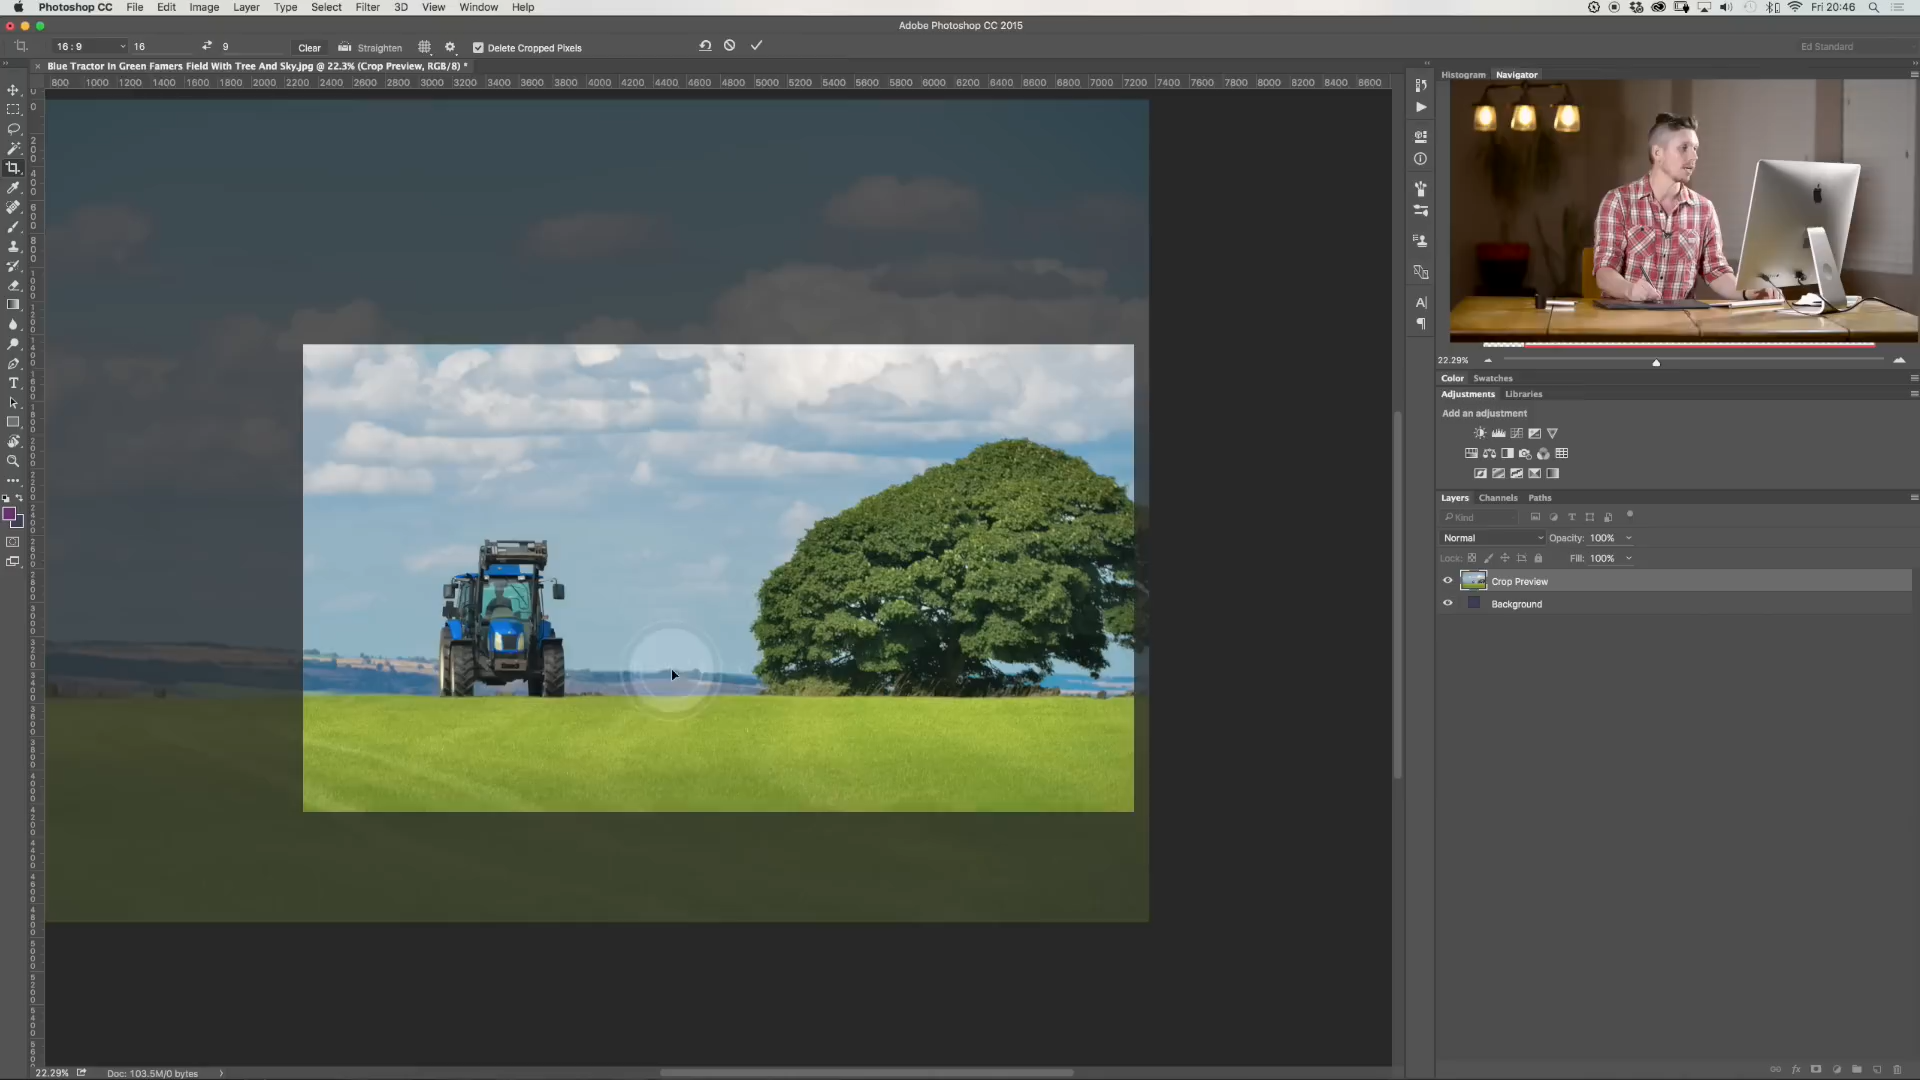 Photoshop CC File Edit Image Layer Type Select Filter 3D View Window Help Fri 20:46
Adobe Photoshop CC 2015
16 : 9 16 9 Clear Straighten Delete Cropped Pixels Ed Standard
Blue Tractor In Green Famers Field With Tree And Sky.jpg @ 22.3% (Crop Preview, RGB/8) *
Histogram Navigator
800 1000 1200 1400 1600 1800 2000 2200 2400 2600 2800 3000 3200 3400 3600 3800 4000 4200 4400 4600 4800 5000 5200 5400 5600 5800 6000 6200 6400 6600 6800 7000 7200 7400 7600 7800 8000 8200 8400 8600
22.29%
Color Swatches
Adjustments Libraries
Add an adjustment
Layers Channels Paths
Kind
Normal Opacity: 100%
Lock: Fill: 100%
Crop Preview
Background
22.29% Doc: 103.5M/0 bytes